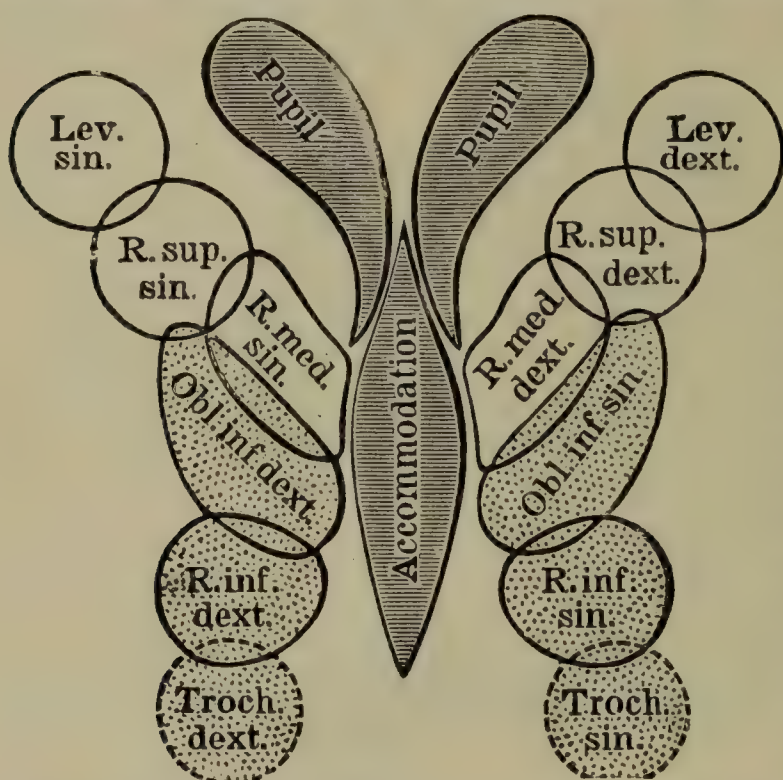 Pupil
Pupil
Lev.
sin.
Lev.
dext.
R. sup.
sin.
R. sup.
dext.
R. med.
sin.
R. med.
dext.
Accommodation
Obl inf dext.
Obl. inf sin.
R. inf.
dext.
R. inf
sin.
Troch.
dext.
Troch.
sin.